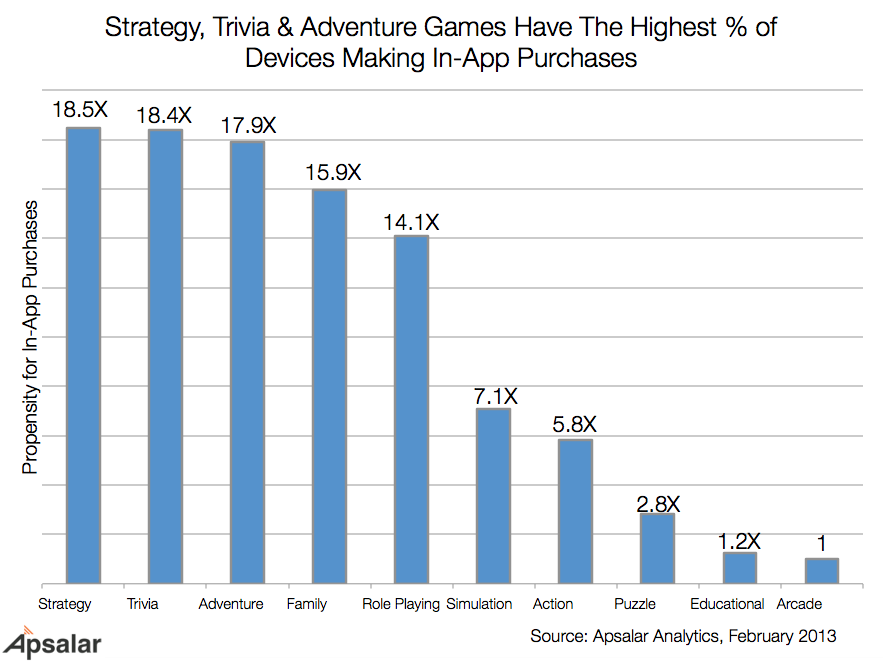 Strategy, Trivia & Adventure Games Have The Highest % of
Devices Making In-App Purchases
Propensity for In-App Purchases
18.5X
18.4X
17.9X
15.9X
14.1X
7.1X
5.8X
2.8X
1.2X
1
Strategy Trivia Adventure Family Role Playing Simulation Action Puzzle Educational Arcade
Apsalar
Source: Apsalar Analytics, February 2013